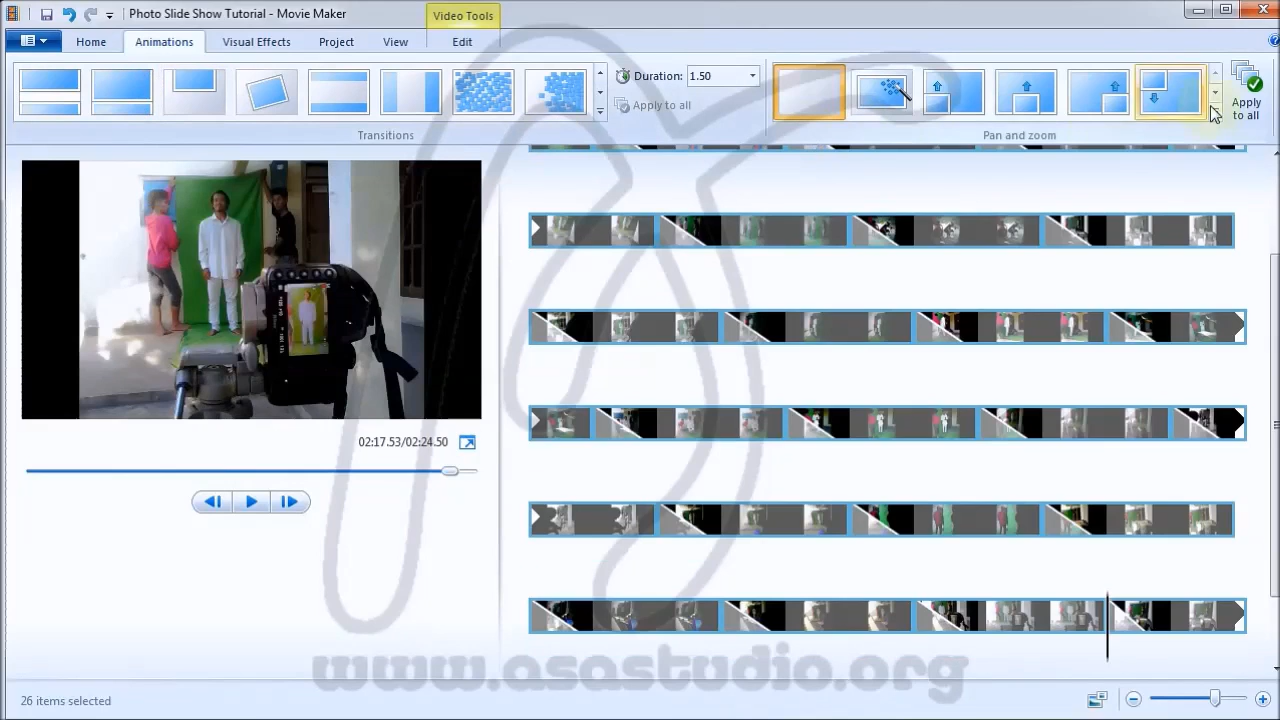 Photo Slide Show Tutorial - Movie Maker
Video Tools
Home
Animations
Visual Effects
Project
View
Edit
Duration:
1.50
Apply to all
Apply
to all
Transitions
Pan and zoom
02:17.53/02:24.50
www.asastudio.org
26 items selected